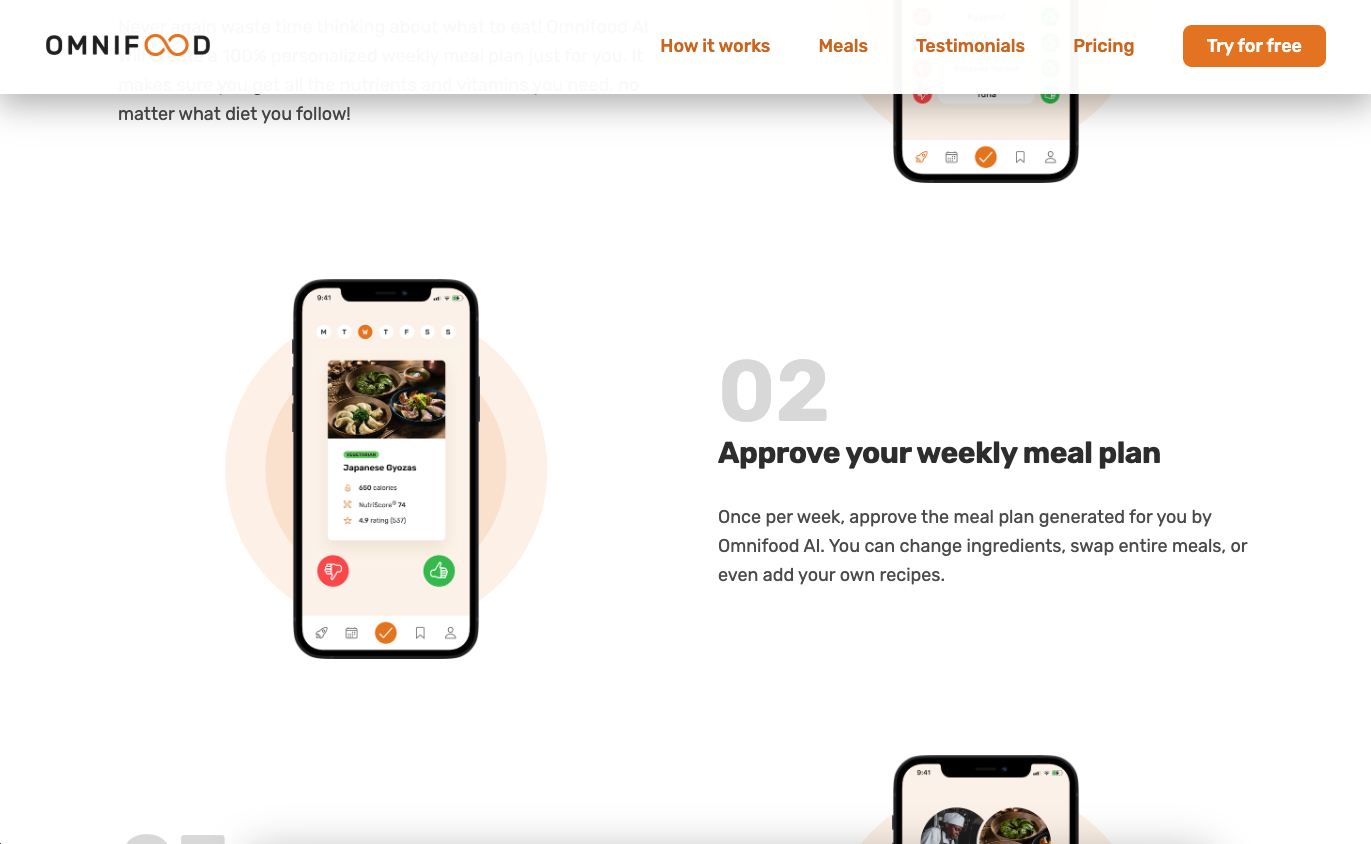 OMNIFOOD
How it works
Meals
Testimonials
Pricing
Try for free
Never again waste time thinking about what to eat! Omnifood AI
will create a 100% personalized weekly meal plan just for you. It
makes sure you get all the nutrients and vitamins you need, no
matter what diet you follow!
Tuna
9:41
M T W T F S S
VEGETARIAN
Japanese Gyozas
650 calories
NutriScore® 74
4.9 rating (537)
02
Approve your weekly meal plan
Once per week, approve the meal plan generated for you by
Omnifood AI. You can change ingredients, swap entire meals, or
even add your own recipes.
9:41